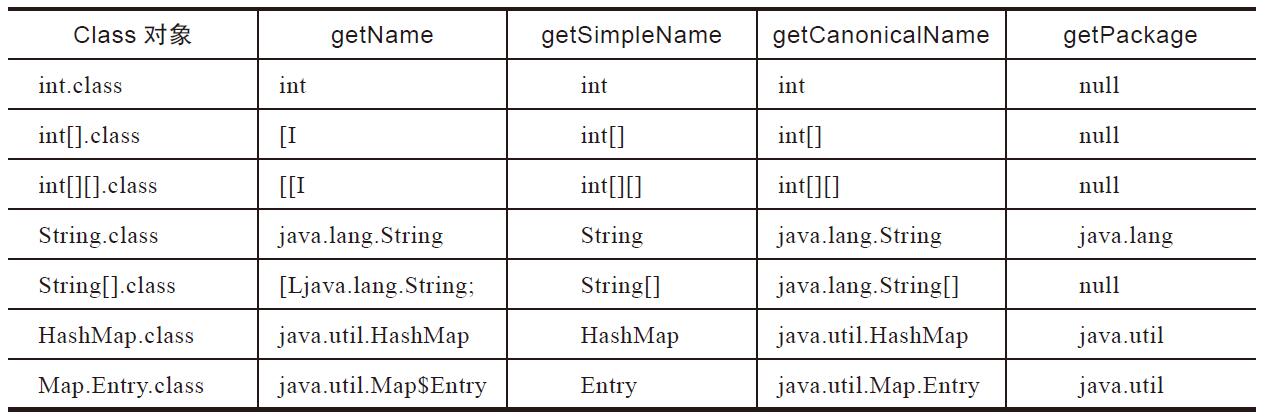 Class 对象 getName getSimpleName getCanonicalName getPackage
int.class int int int null
int[].class [I int[] int[] null
int[][].class [[I int[][] int[][] null
String.class java.lang.String String java.lang.String java.lang
String[].class [Ljava.lang.String; String[] java.lang.String[] null
HashMap.class java.util.HashMap HashMap java.util.HashMap java.util
Map.Entry.class java.util.Map$Entry Entry java.util.Map.Entry java.util